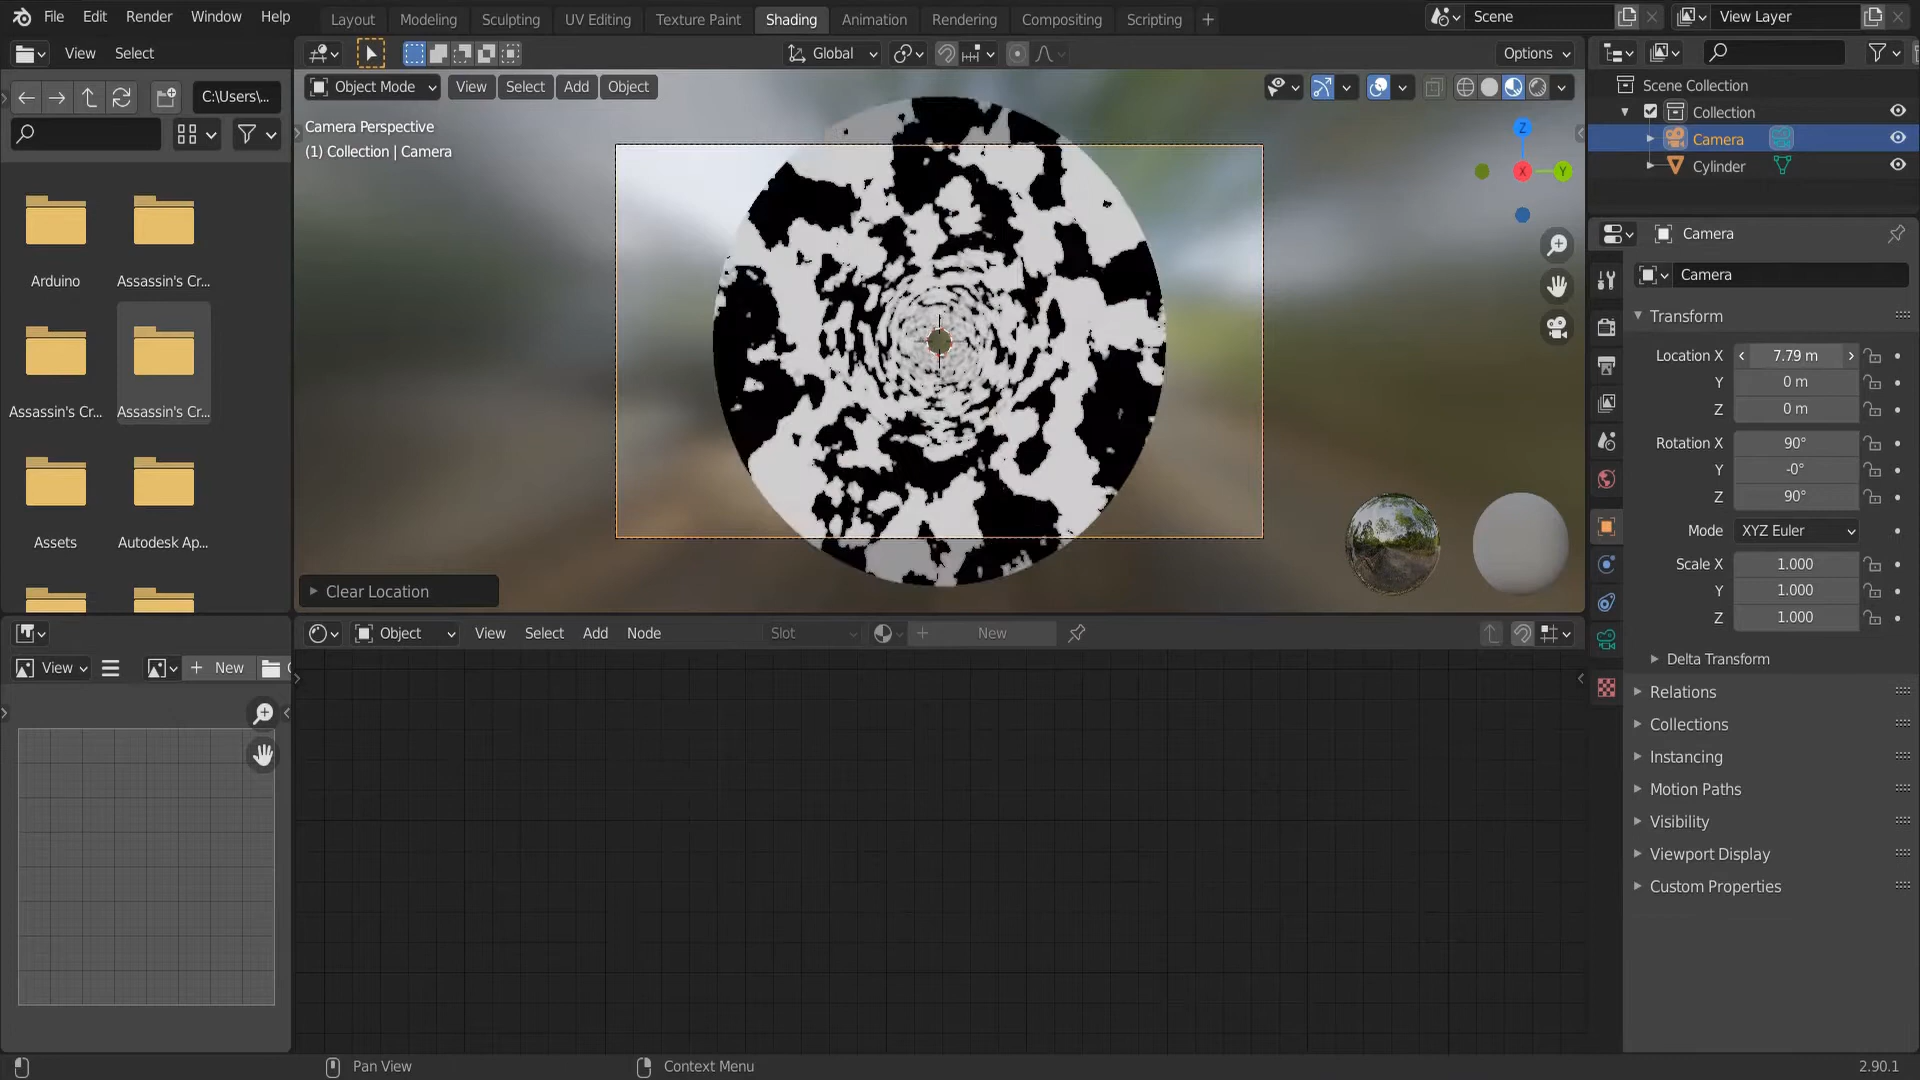 File Edit Render Window Help Layout Modeling Sculpting UV Editing Texture Paint Shading Animation Rendering Compositing Scripting + Scene View Layer
View Select Global Options
C:\Users\... Object Mode View Select Add Object
Camera Perspective
(1) Collection | Camera
Z
X Y
Scene Collection
Collection
Camera
Cylinder
Camera
Camera
Transform
Location X 7.79 m
Y 0 m
Z 0 m
Rotation X 90°
Y -0°
Z 90°
Mode XYZ Euler
Scale X 1.000
Y 1.000
Z 1.000
Delta Transform
Relations
Collections
Instancing
Motion Paths
Visibility
Viewport Display
Custom Properties
Arduino Assassin's Cr...
Assassin's Cr... Assassin's Cr...
Assets Autodesk Ap...
Clear Location
Object View Select Add Node Slot + New
View + New
Pan View Context Menu 2.90.1